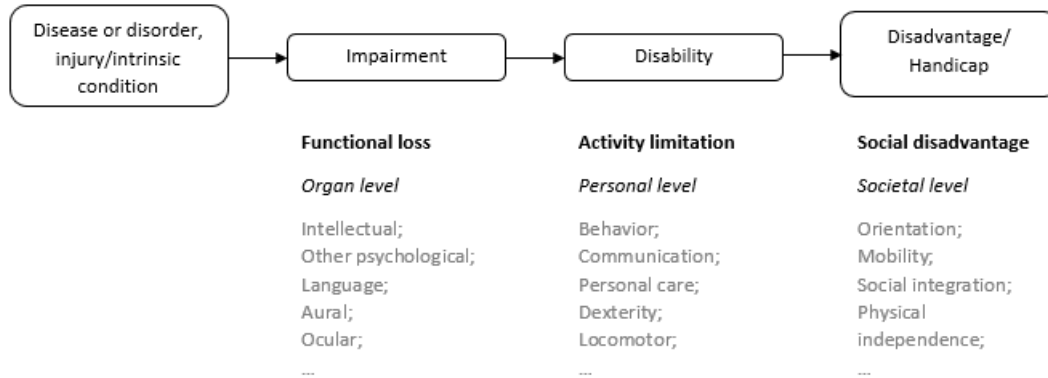 Disease or disorder,
injury/intrinsic
condition
Impairment
Disability
Disadvantage/
Handicap
Functional loss
Organ level
Intellectual;
Other psychological;
Language;
Aural;
Ocular;
...
Activity limitation
Personal level
Behavior;
Communication;
Personal care;
Dexterity;
Locomotor;
...
Social disadvantage
Societal level
Orientation;
Mobility;
Social integration;
Physical
independence;
...